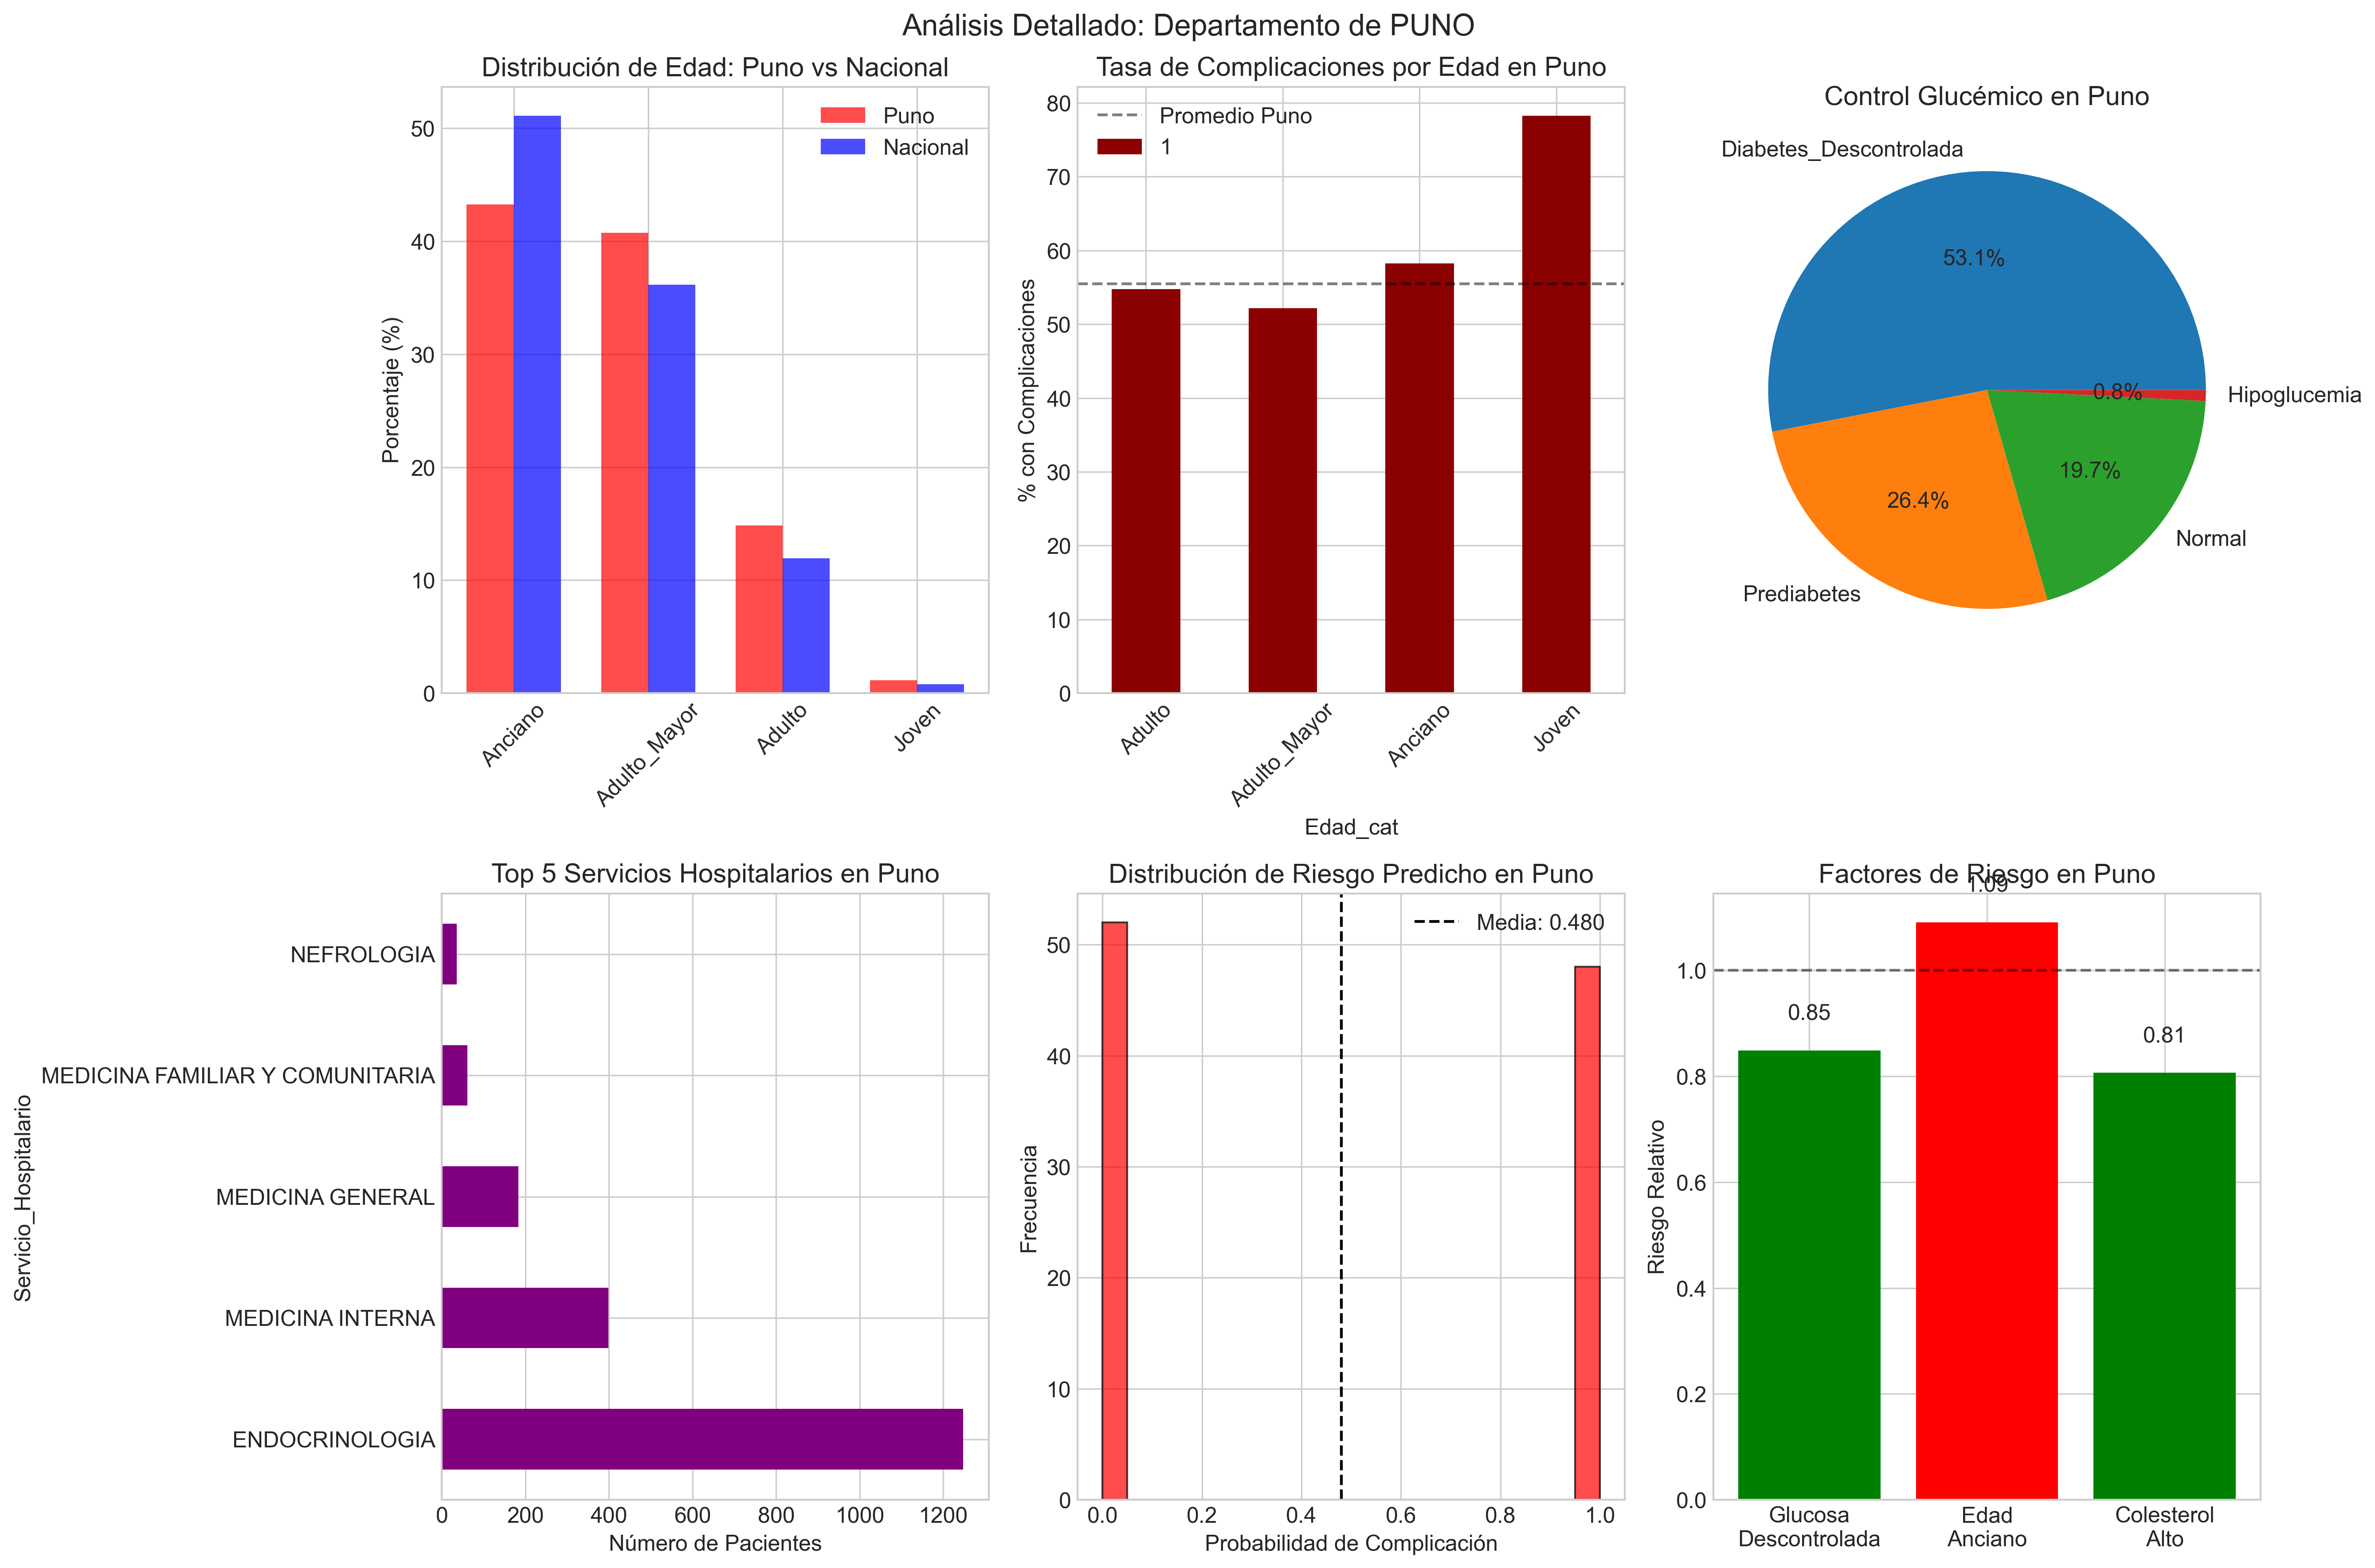 Análisis Detallado: Departamento de PUNO
Distribución de Edad: Puno vs Nacional
Puno
Nacional
50
40
30
20
10
0
Porcentaje (%)
Anciano
Adulto_Mayor
Adulto
Joven
Tasa de Complicaciones por Edad en Puno
Promedio Puno
1
80
70
60
50
40
30
20
10
0
% con Complicaciones
Adulto
Adulto_Mayor
Anciano
Joven
Edad_cat
Control Glucémico en Puno
Diabetes_Descontrolada
53.1%
0.8%
Hipoglucemia
19.7%
26.4%
Normal
Prediabetes
Top 5 Servicios Hospitalarios en Puno
NEFROLOGIA
MEDICINA FAMILIAR Y COMUNITARIA
MEDICINA GENERAL
MEDICINA INTERNA
ENDOCRINOLOGIA
Servicio_Hospitalario
0
200
400
600
800
1000
1200
Número de Pacientes
Distribución de Riesgo Predicho en Puno
Media: 0.480
50
40
30
20
10
0
Frecuencia
0.0
0.2
0.4
0.6
0.8
1.0
Probabilidad de Complicación
Factores de Riesgo en Puno
1.09
0.85
0.81
1.0
0.8
0.6
0.4
0.2
0.0
Riesgo Relativo
Glucosa
Descontrolada
Edad
Anciano
Colesterol
Alto